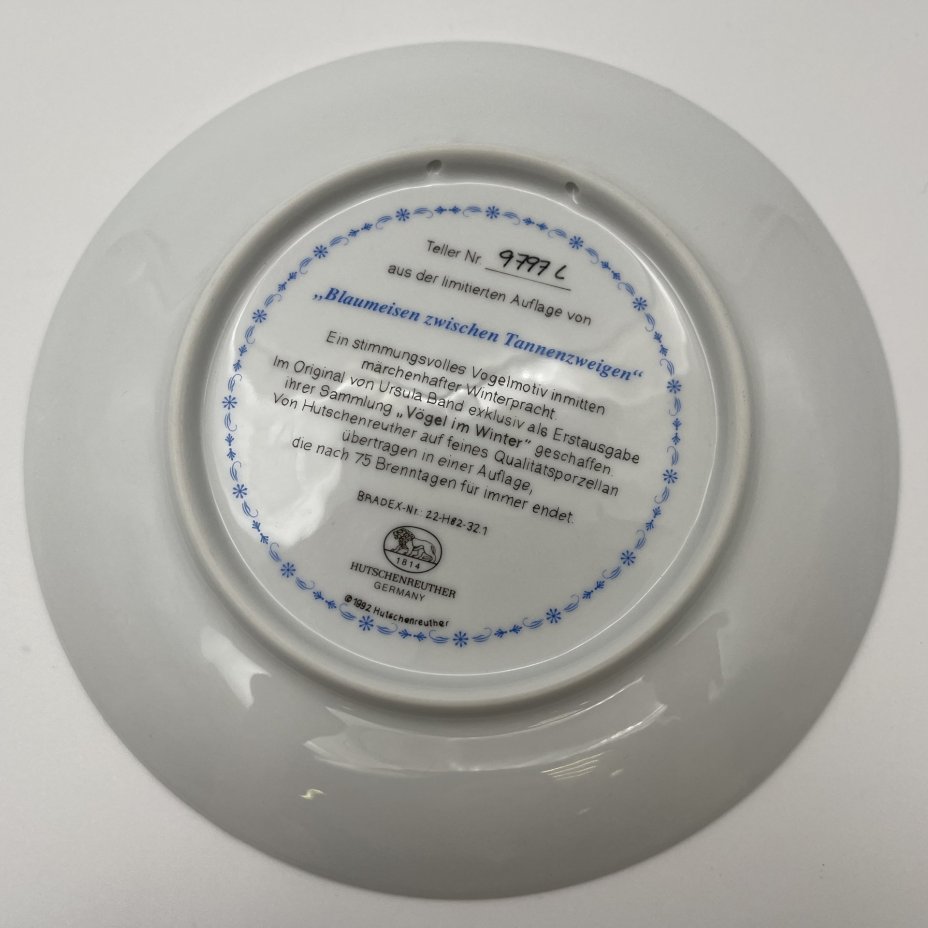 Teller Nr 9797 L
aus der limitierten Auflage von
„Blaumeisen zwischen Tannenzweigen“
Ein stimmungsvolles Vogelmotiv inmitten
märchenhafter Winterpracht.
Im Original von Ursula Band exklusiv als Erstausgabe
ihrer Sammlung „Vögel im Winter” geschaffen.
Von Hutschenreuther auf feines Qualitätsporzellan
übertragen in einer Auflage,
die nach 75 Brenntagen für immer endet.
BRADEX-Nr.: 22-H82-32.1
1814
HUTSCHENREUTHER
GERMANY
©1992 Hutschenreuther